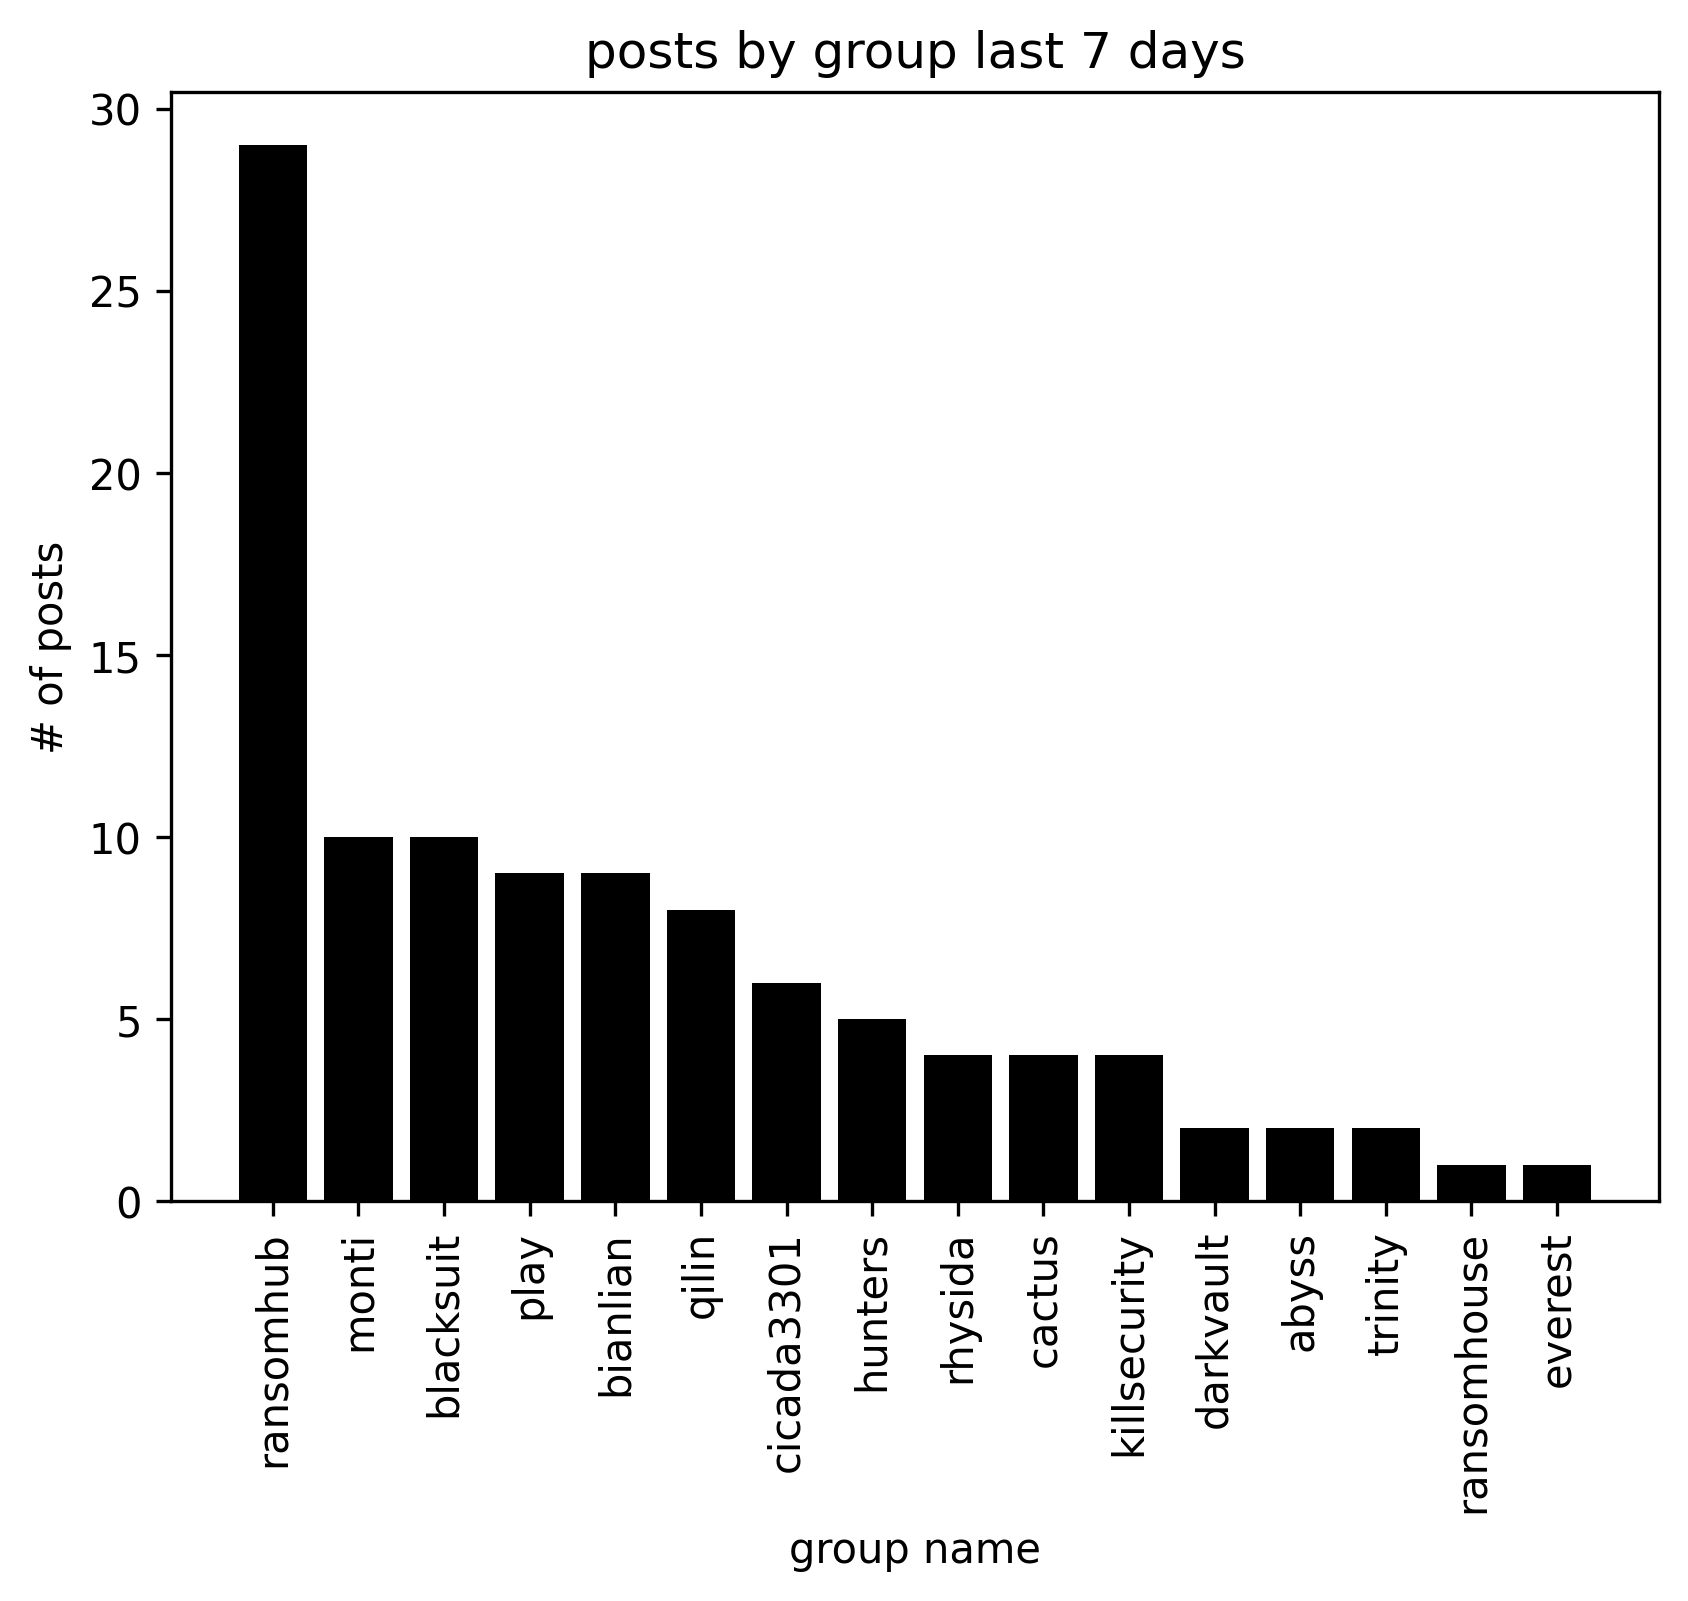 posts by group last 7 days
30
25
20
15
10
5
0
# of posts
ransomhub
monti
blacksuit
play
bianlian
qilin
cicada3301
hunters
rhysida
cactus
killsecurity
darkvault
abyss
trinity
ransomhouse
everest
group name